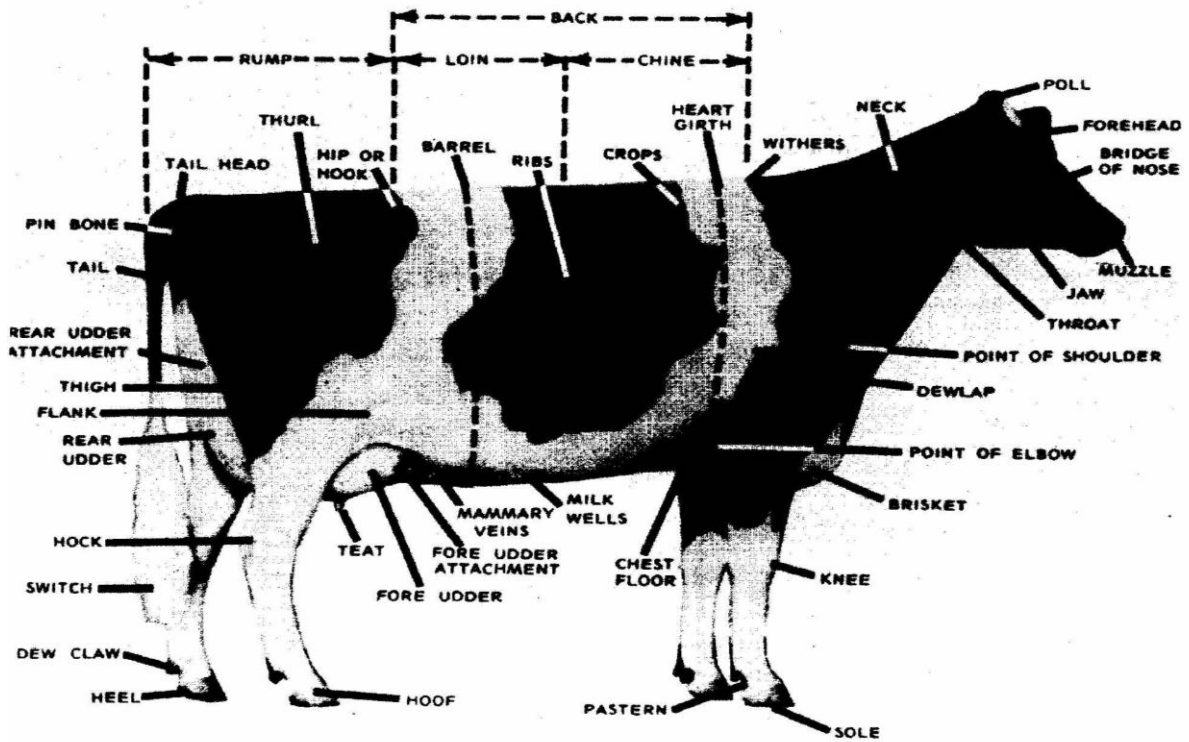 BACK
RUMP
LOIN
CHINE
POLL
HEART
GIRTH
NECK
THURL
FOREHEAD
HIP OR
HOOK
BARREL
RIBS
CROPS
WITHERS
BRIDGE
OF NOSE
TAIL HEAD
PIN BONE
TAIL
MUZZLE
JAW
THROAT
REAR UDDER
ATTACHMENT
POINT OF SHOULDER
THIGH
DEWLAP
FLANK
REAR
UDDER
POINT OF ELBOW
BRISKET
MAMMARY
VEINS
MILK
WELLS
HOCK
TEAT
FORE UDDER
ATTACHMENT
CHEST
FLOOR
KNEE
SWITCH
FORE UDDER
DEW CLAW
HEEL
HOOF
PASTERN
SOLE